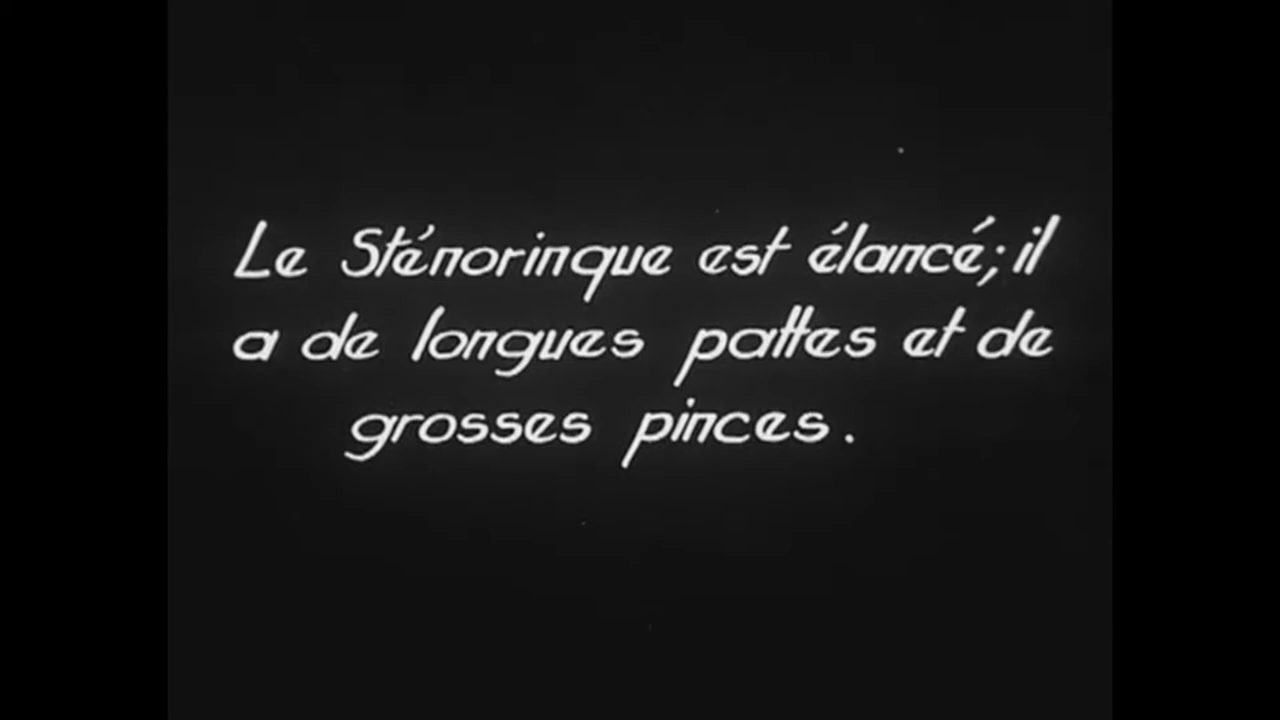 Le Sténorinque est élancé; il
a de longues pattes et de
grosses pinces.